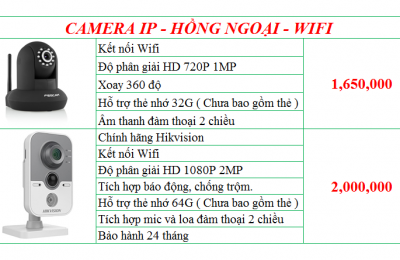 CAMERA IP - HỒNG NGOẠI - WIFI
Kết nối Wifi
Độ phân giải HD 720P 1MP
Xoay 360 độ
Hỗ trợ thẻ nhớ 32G ( Chưa bao gồm thẻ )
Âm thanh đàm thoại 2 chiều
1,650,000
Chính hãng Hikvision
Kết nối Wifi
Độ phân giải HD 1080P 2MP
Tích hợp báo động, chống trộm.
Hỗ trợ thẻ nhớ 64G ( Chưa bao gồm thẻ )
Tích hợp mic và loa đàm thoại 2 chiều
Bảo hành 24 tháng
2,000,000
HIKVISION